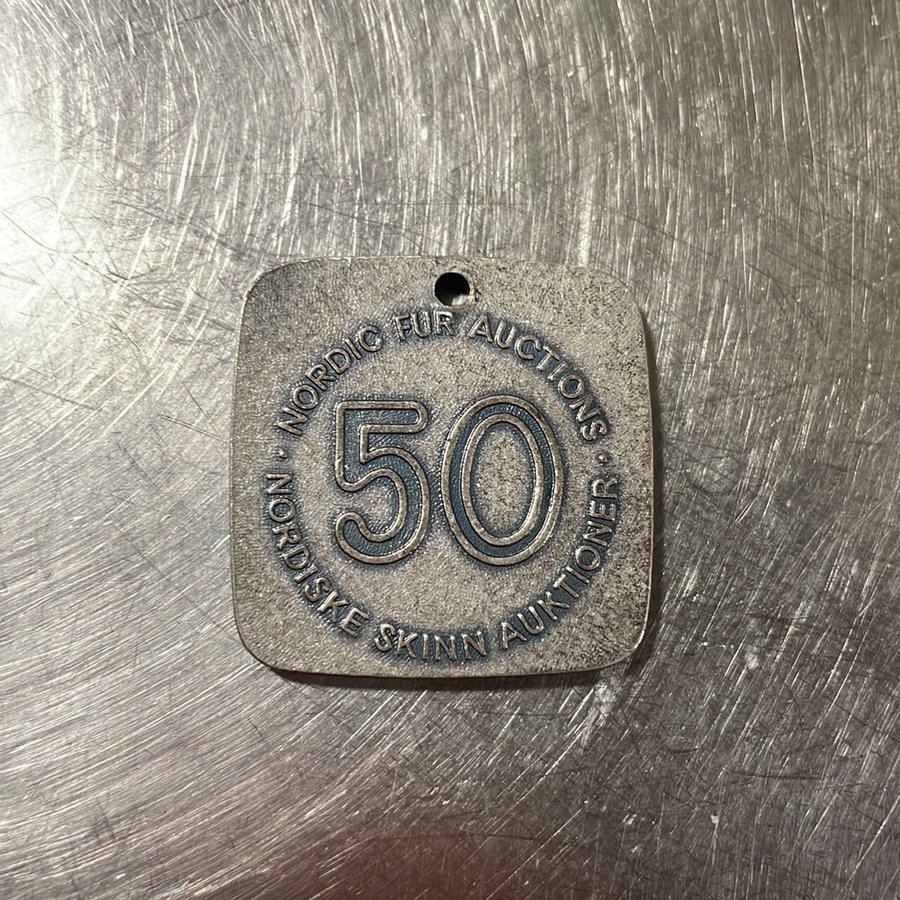 · NORDIC FUR AUCTIONS ·
50
NORDISKE SKINN AUKTIONER